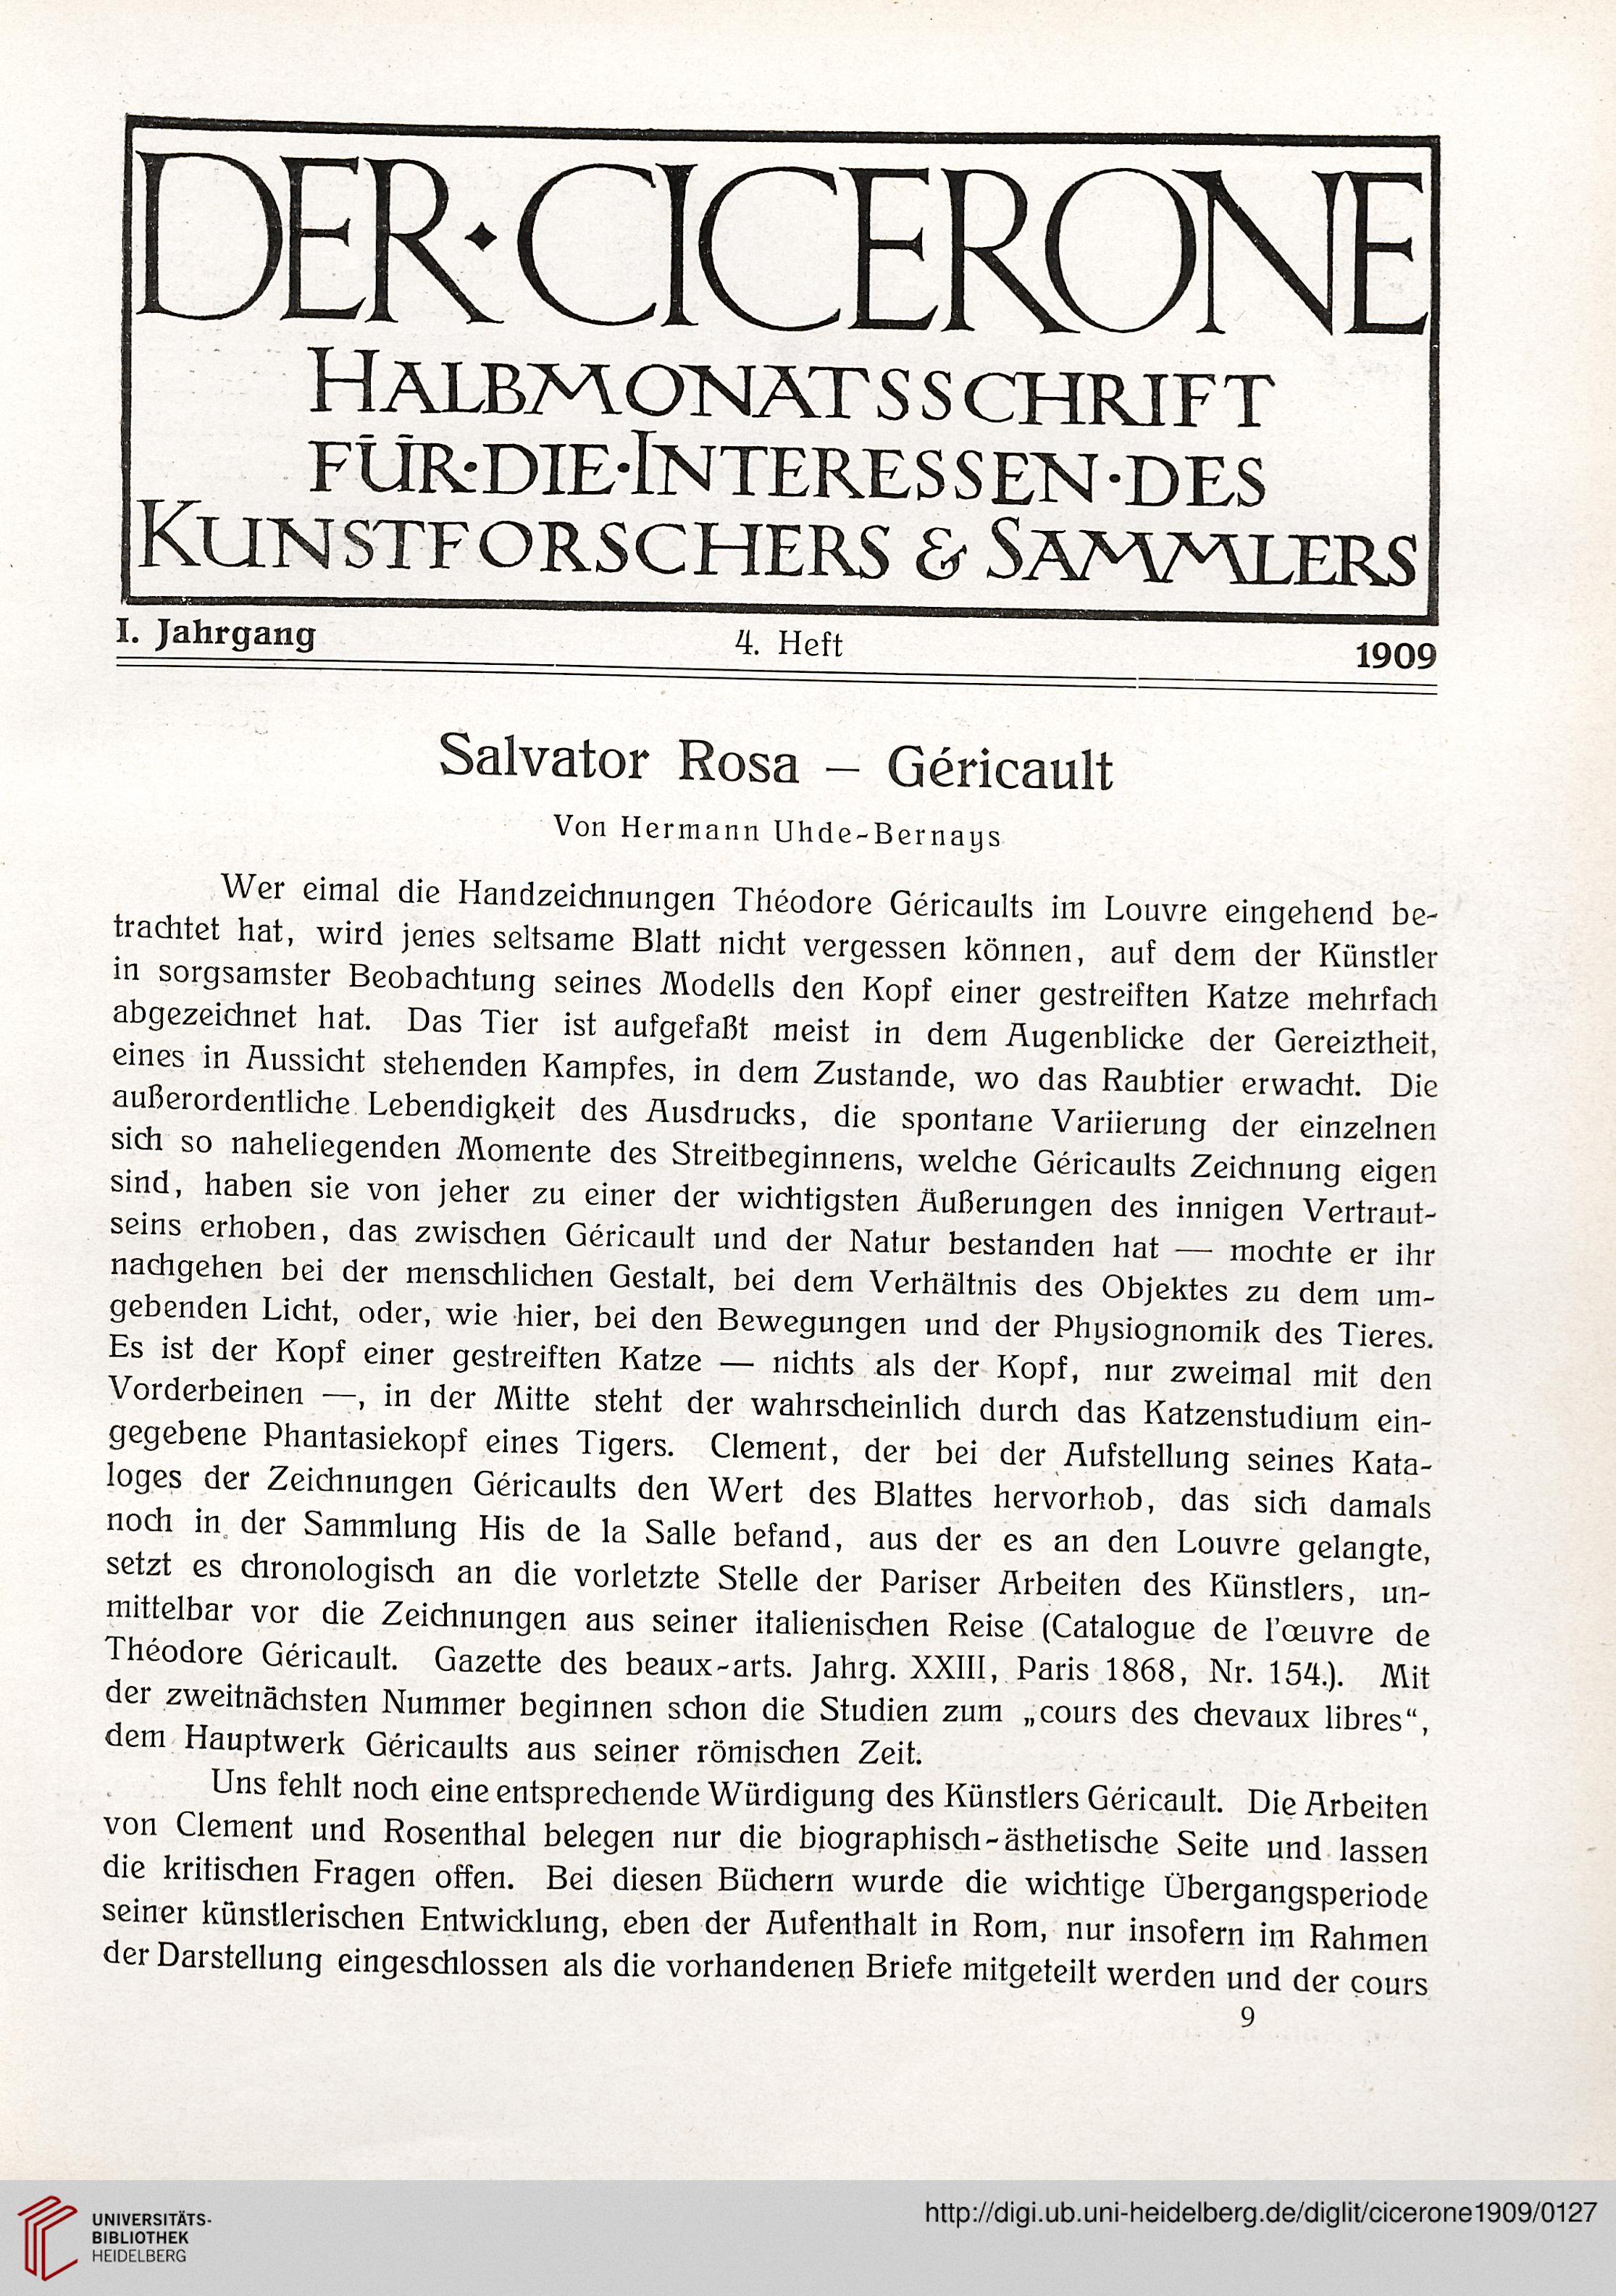 DER·CICERONE
HALBMONATSSCHRIFT
FÜR·DIE·INTERESSEN·DES
KUNSTFORSCHERS & SAMMLERS
I. Jahrgang 4. Heft 1909
Salvator Rosa — Géricault
Von Hermann Uhde-Bernays
Wer eimal die Handzeichnungen Théodore Géricaults im Louvre eingehend be-
trachtet hat, wird jenes seltsame Blatt nicht vergessen können, auf dem der Künstler
in sorgsamster Beobachtung seines Modells den Kopf einer gestreiften Katze mehrfach
abgezeichnet hat. Das Tier ist aufgefaßt meist in dem Augenblicke der Gereiztheit,
eines in Aussicht stehenden Kampfes, in dem Zustande, wo das Raubtier erwacht. Die
außerordentliche Lebendigkeit des Ausdrucks, die spontane Variierung der einzelnen
sich so naheliegenden Momente des Streitbeginnens, welche Géricaults Zeichnung eigen
sind, haben sie von jeher zu einer der wichtigsten Äußerungen des innigen Vertraut-
seins erhoben, das zwischen Géricault und der Natur bestanden hat — mochte er ihr
nachgehen bei der menschlichen Gestalt, bei dem Verhältnis des Objektes zu dem um-
gebenden Licht, oder, wie hier, bei den Bewegungen und der Physiognomik des Tieres.
Es ist der Kopf einer gestreiften Katze — nichts als der Kopf, nur zweimal mit den
Vorderbeinen —, in der Mitte steht der wahrscheinlich durch das Katzenstudium ein-
gegebene Phantasiekopf eines Tigers. Clement, der bei der Aufstellung seines Kata-
loges der Zeichnungen Géricaults den Wert des Blattes hervorhob, das sich damals
noch in der Sammlung His de la Salle befand, aus der es an den Louvre gelangte,
setzt es chronologisch an die vorletzte Stelle der Pariser Arbeiten des Künstlers, un-
mittelbar vor die Zeichnungen aus seiner italienischen Reise (Catalogue de l'œuvre de
Théodore Géricault. Gazette des beaux-arts. Jahrg. XXIII, Paris 1868, Nr. 154.). Mit
der zweitnächsten Nummer beginnen schon die Studien zum „cours des chevaux libres“,
dem Hauptwerk Géricaults aus seiner römischen Zeit.
Uns fehlt noch eine entsprechende Würdigung des Künstlers Géricault. Die Arbeiten
von Clement und Rosenthal belegen nur die biographisch-ästhetische Seite und lassen
die kritischen Fragen offen. Bei diesen Büchern wurde die wichtige Übergangsperiode
seiner künstlerischen Entwicklung, eben der Aufenthalt in Rom, nur insofern im Rahmen
der Darstellung eingeschlossen als die vorhandenen Briefe mitgeteilt werden und der cours
9
UNIVERSITÄTS-
BIBLIOTHEK
HEIDELBERG
http://digi.ub.uni-heidelberg.de/diglit/cicerone1909/0127